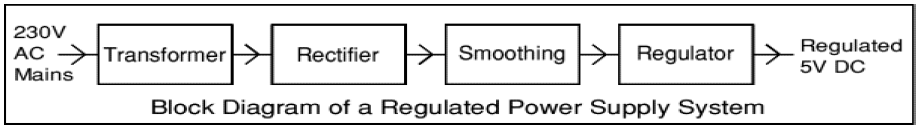 230V
AC
Mains
Transformer
Rectifier
Smoothing
Regulator
Regulated
5V DC
Block Diagram of a Regulated Power Supply System